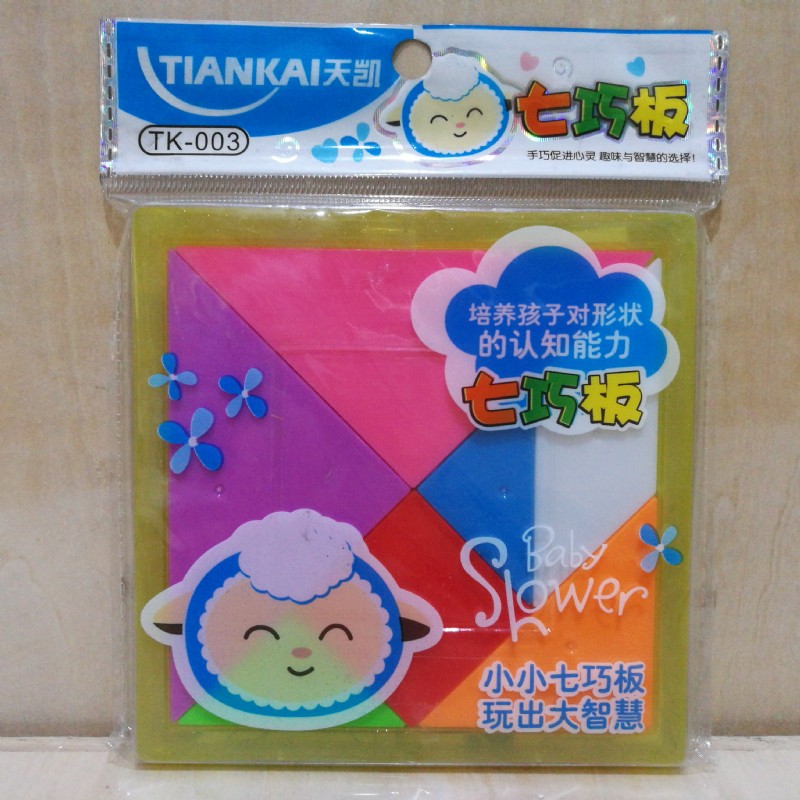 TIANKAI天凯
TK-003
七巧板
手巧促进心灵 趣味与智慧的选择!
培养孩子对形状
的认知能力
七巧板
Baby
Shower
小小七巧板
玩出大智慧